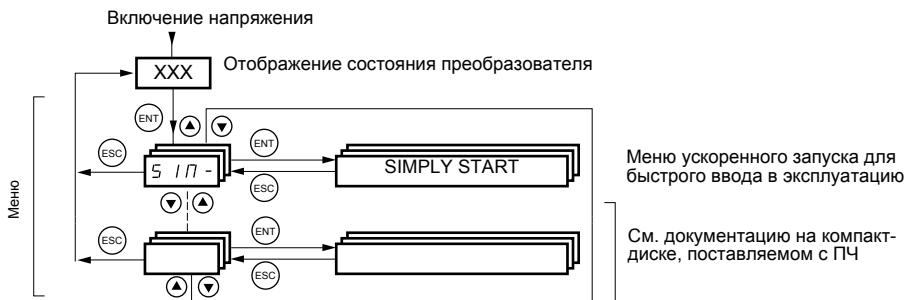 Включение напряжения
XXX
Отображение состояния преобразователя
Меню
ENT
ESC
ENT
5 I П -
SIMPLY START
ESC
Меню ускоренного запуска для
быстрого ввода в эксплуатацию
ESC
ENT
ESC
См. документацию на компакт-
диске, поставляемом с ПЧ